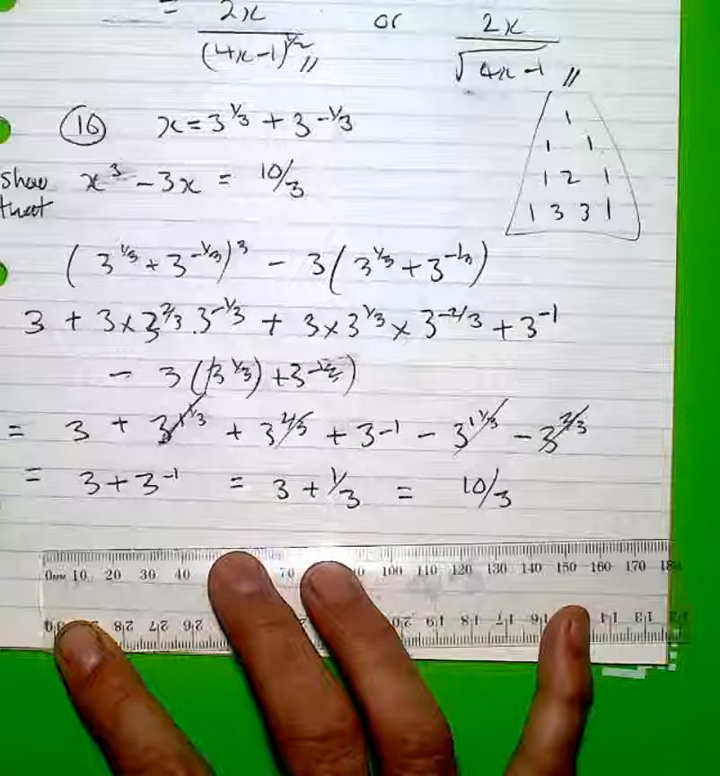 = 2x / (4x-1)^1/2 // or 2x / √4x-1 //
(16) x = 3^1/3 + 3^-1/3
show that x^3 - 3x = 10/3
1
1 1
1 2 1
1 3 3 1
(3^1/3 + 3^-1/3)^3 - 3(3^1/3 + 3^-1/3)
3 + 3×3^2/3 . 3^-1/3 + 3×3^1/3 × 3^-2/3 + 3^-1
- 3(3^1/3) + 3^-1/3)
= 3 + 3^1 1/3 + 3^2/3 + 3^-1 - 3^1 1/3 - 3^2/3
= 3 + 3^-1 = 3 + 1/3 = 10/3
0mm 10 20 30 40 70 100 110 120 130 140 150 160 170